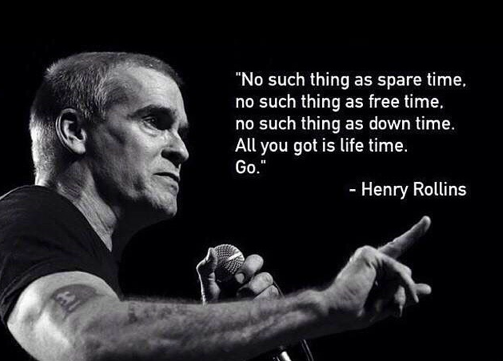 "No such thing as spare time,
no such thing as free time,
no such thing as down time.
All you got is life time.
Go."
- Henry Rollins